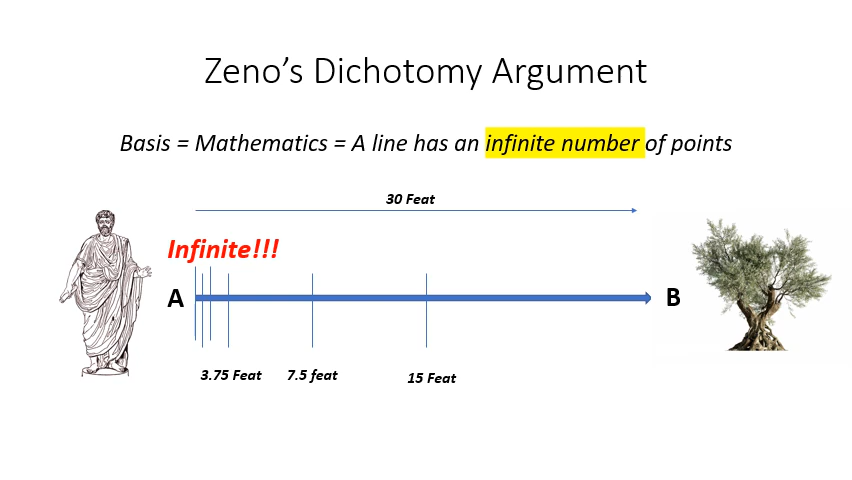 Zeno’s Dichotomy Argument
Basis = Mathematics = A line has an infinite number of points
30 Feat
Infinite!!!
A
B
3.75 Feat
7.5 feat
15 Feat